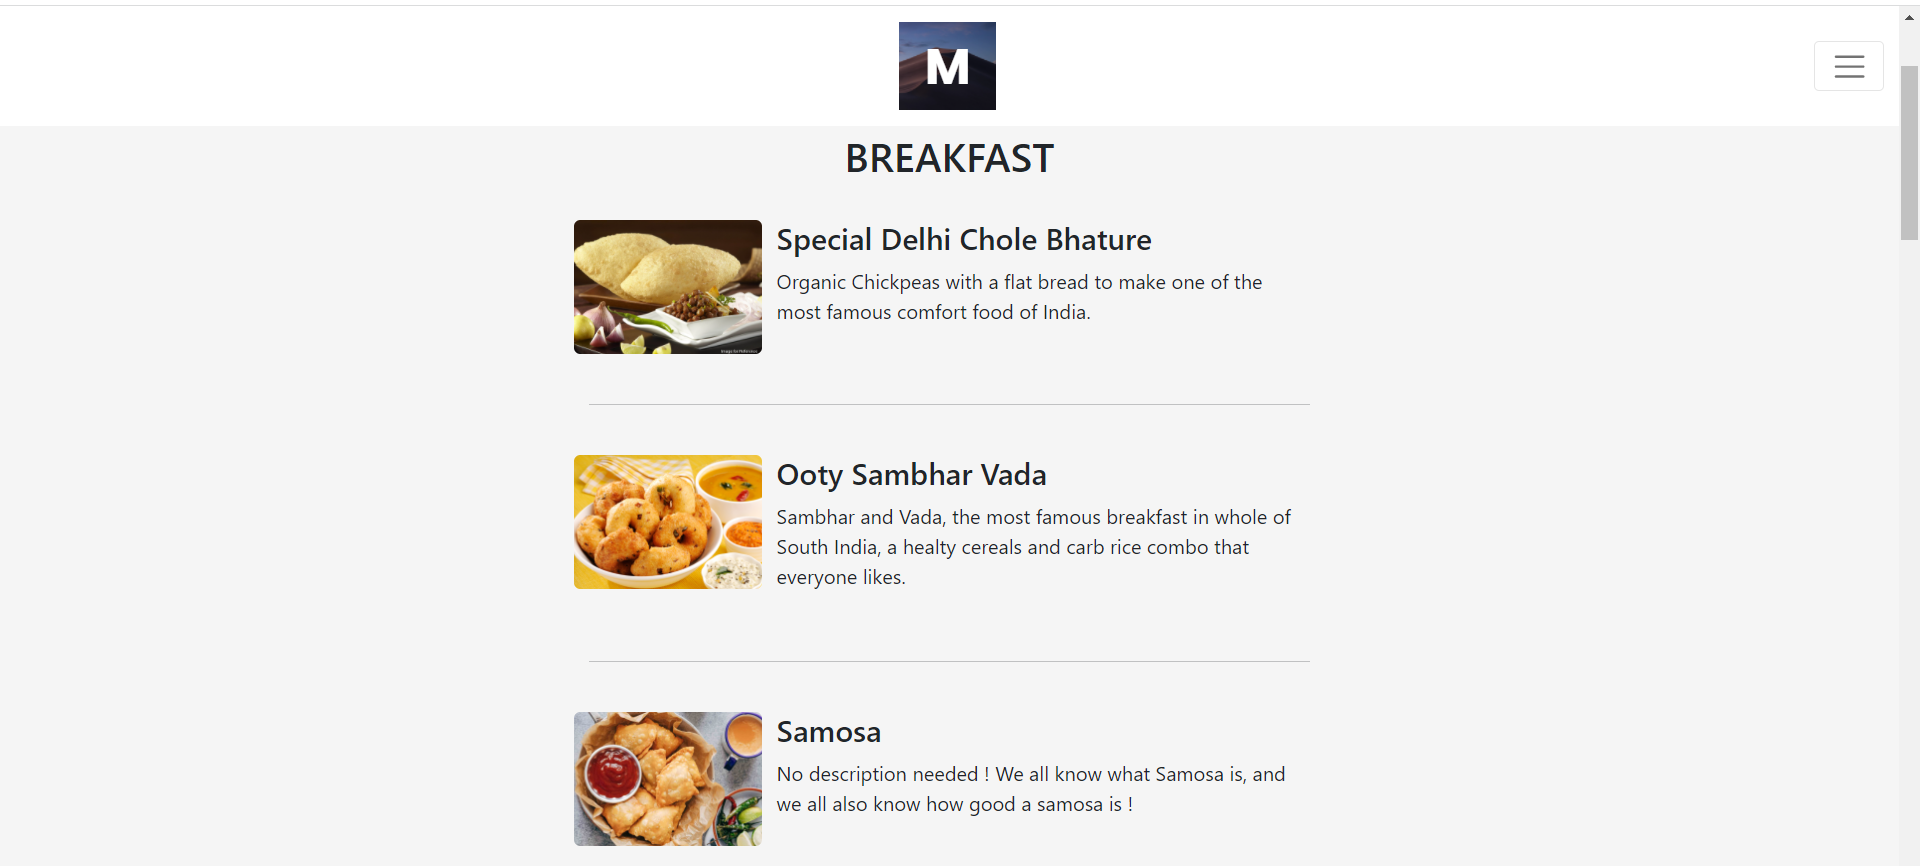 M
BREAKFAST
Special Delhi Chole Bhature
Organic Chickpeas with a flat bread to make one of the
most famous comfort food of India.
Ooty Sambhar Vada
Sambhar and Vada, the most famous breakfast in whole of
South India, a healty cereals and carb rice combo that
everyone likes.
Samosa
No description needed ! We all know what Samosa is, and
we all also know how good a samosa is !